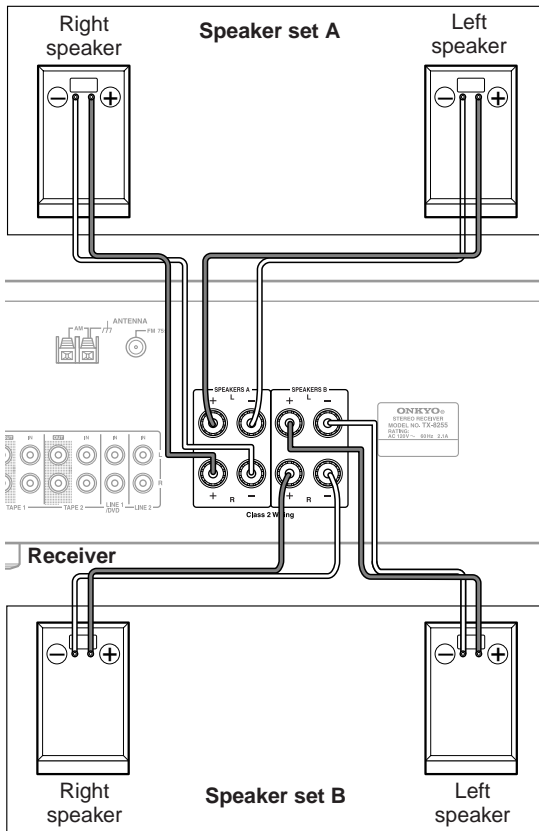 Right
speaker
Speaker set A
Left
speaker
− +
− +
ANTENNA
AM
FM 75
SPEAKERS A
SPEAKERS B
L
L
+ − + −
ONKYO
STEREO RECEIVER
MODEL NO. TX-8255
RATING:
AC 120V ~ 60Hz 2.1A
OUT IN OUT IN IN IN
L
R
+ − + −
R
R
TAPE 1 TAPE 2 LINE 1 /DVD LINE 2
Class 2 Wiring
Receiver
− +
− +
Right
speaker
Speaker set B
Left
speaker